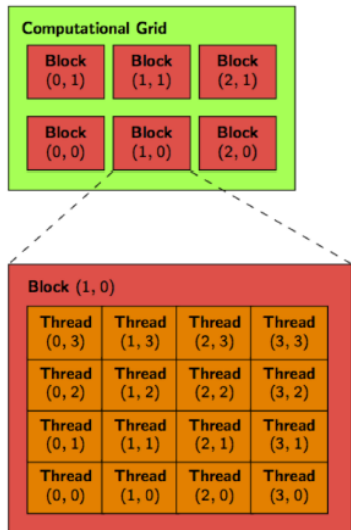 Computational Grid
Block Block Block
(0, 1) (1, 1) (2, 1)
Block Block Block
(0, 0) (1, 0) (2, 0)
Block (1, 0)
Thread Thread Thread Thread
(0, 3) (1, 3) (2, 3) (3, 3)
Thread Thread Thread Thread
(0, 2) (1, 2) (2, 2) (3, 2)
Thread Thread Thread Thread
(0, 1) (1, 1) (2, 1) (3, 1)
Thread Thread Thread Thread
(0, 0) (1, 0) (2, 0) (3, 0)